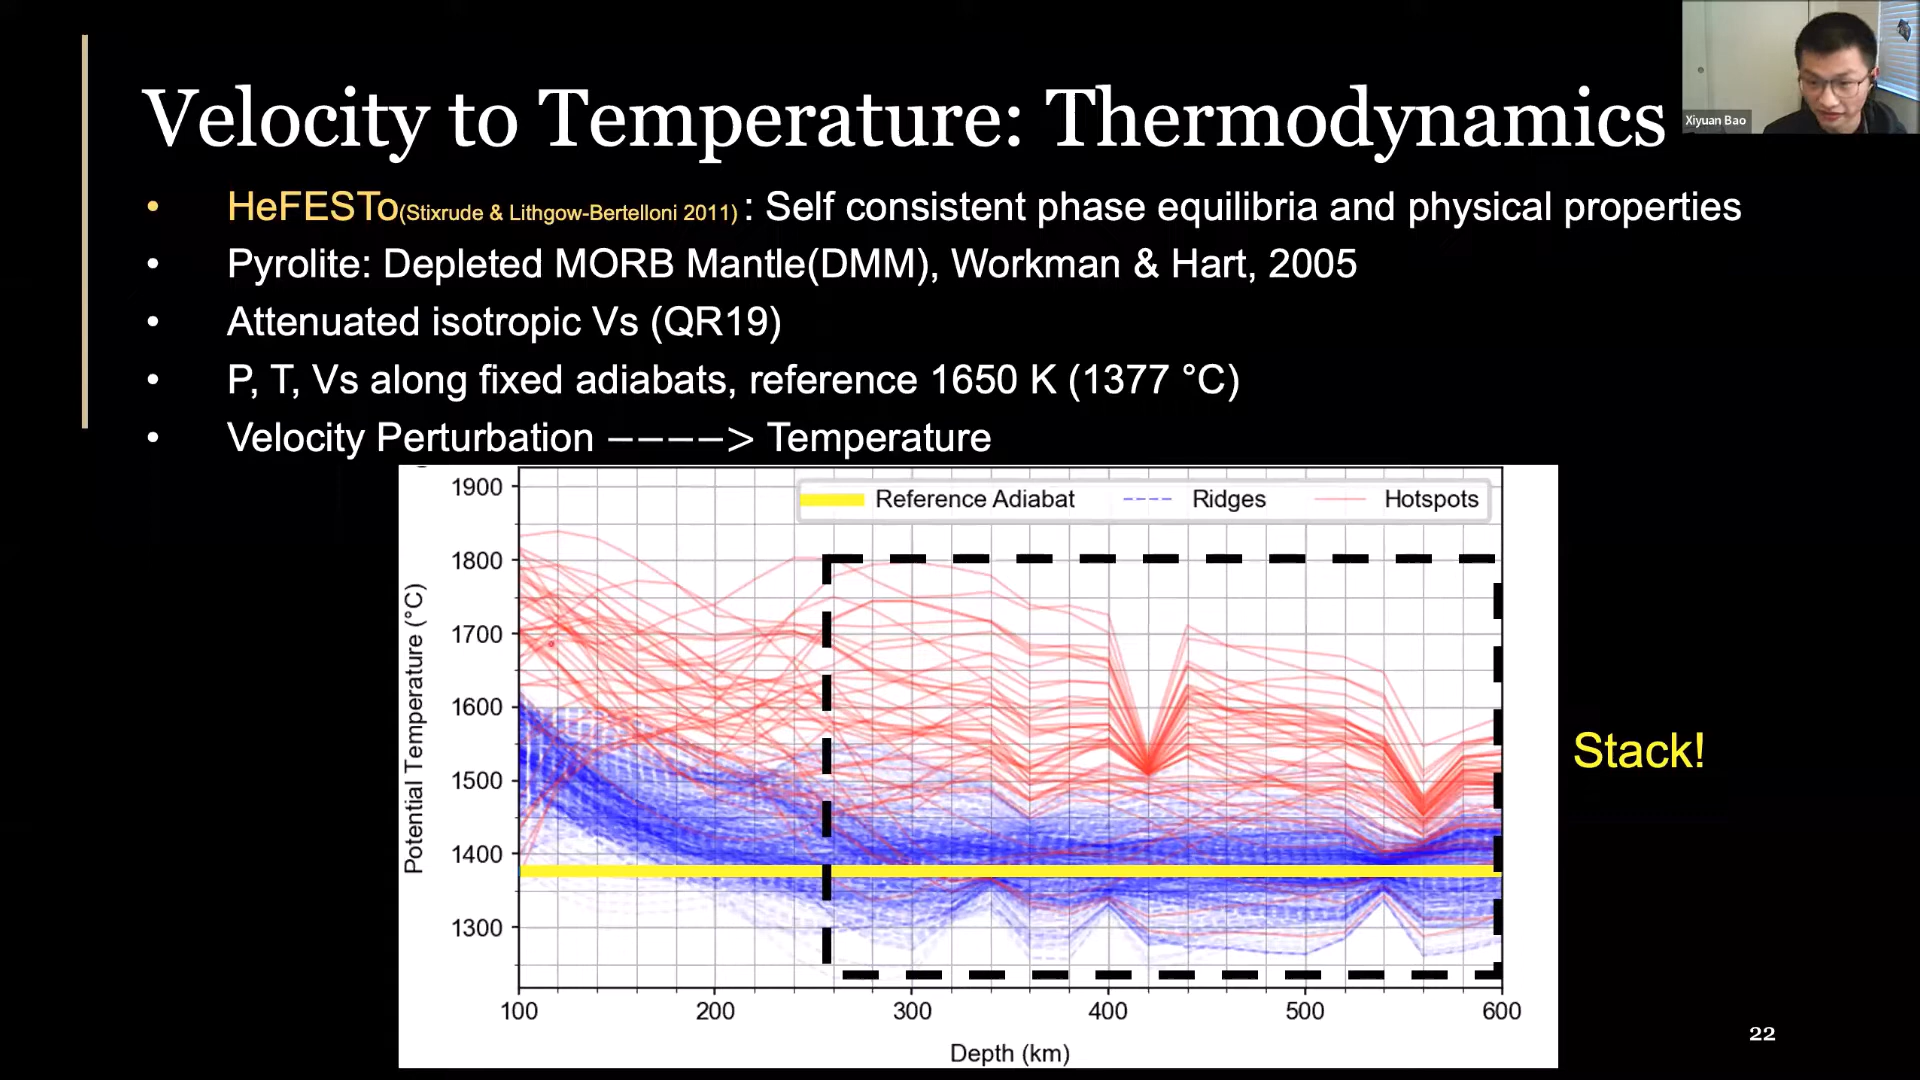 Velocity to Temperature: Thermodynamics
Xiyuan Bao
• HeFESTo(Stixrude & Lithgow-Bertelloni 2011) : Self consistent phase equilibria and physical properties
• Pyrolite: Depleted MORB Mantle(DMM), Workman & Hart, 2005
• Attenuated isotropic Vs (QR19)
• P, T, Vs along fixed adiabats, reference 1650 K (1377 °C)
• Velocity Perturbation ––––> Temperature
Reference Adiabat Ridges Hotspots
Potential Temperature (°C)
1900
1800
1700
1600
1500
1400
1300
100 200 300 400 500 600
Depth (km)
Stack!
22